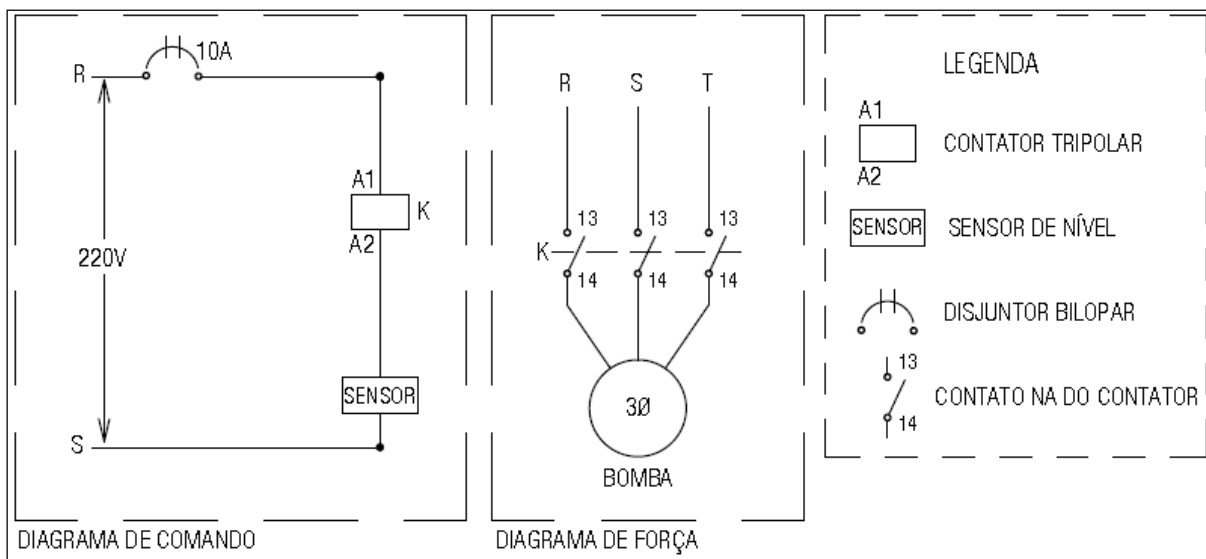 R
10A
A1
K
A2
220V
SENSOR
S
DIAGRAMA DE COMANDO
R S T
13 13 13
K
14 14 14
3Ø
BOMBA
DIAGRAMA DE FORÇA
LEGENDA
A1
CONTATOR TRIPOLAR
A2
SENSOR SENSOR DE NÍVEL
DISJUNTOR BILOPAR
13
CONTATO NA DO CONTATOR
14